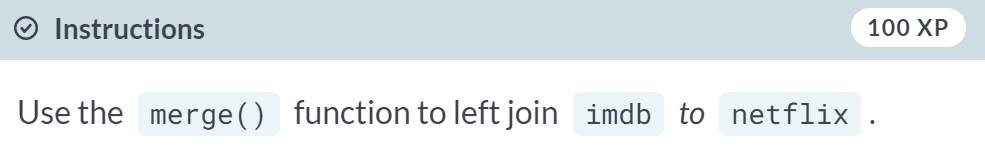 Instructions 100 XP
Use the merge() function to left join imdb to netflix .